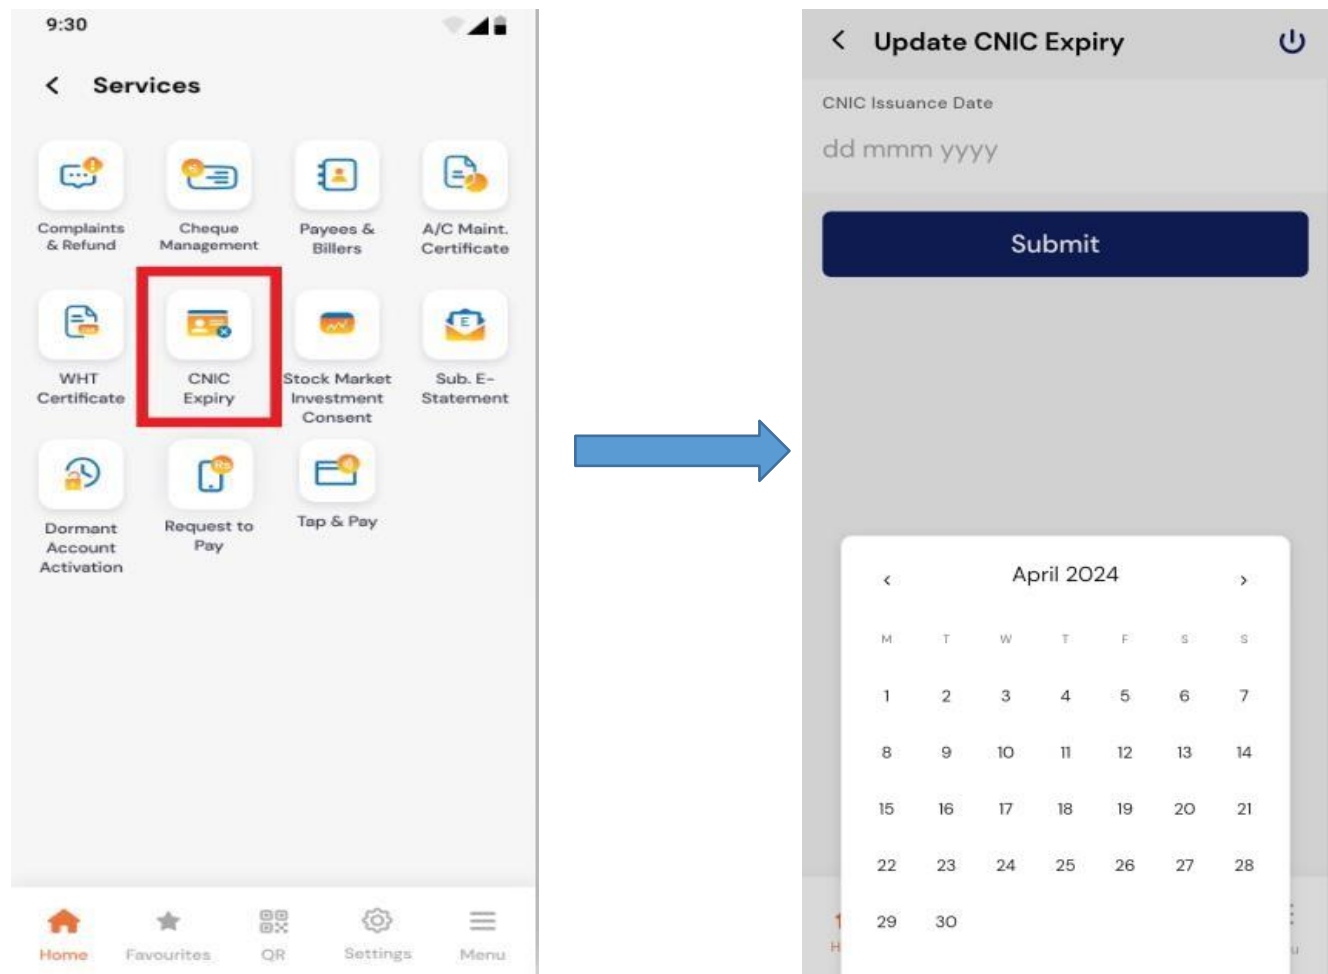 9:30
Services
Complaints
& Refund
Cheque
Management
Payees &
Billers
A/C Maint.
Certificate
WHT
Certificate
CNIC
Expiry
Stock Market
Investment
Consent
E
Sub. E-
Statement
Dormant
Account
Activation
Rs
Request to
Pay
Tap & Pay
Home
Favourites
QR
Settings
Menu
Update CNIC Expiry
CNIC Issuance Date
dd mmm yyyy
Submit
April 2024
M T W T F S S
1 2 3 4 5 6 7
8 9 10 11 12 13 14
15 16 17 18 19 20 21
22 23 24 25 26 27 28
29 30
H
u